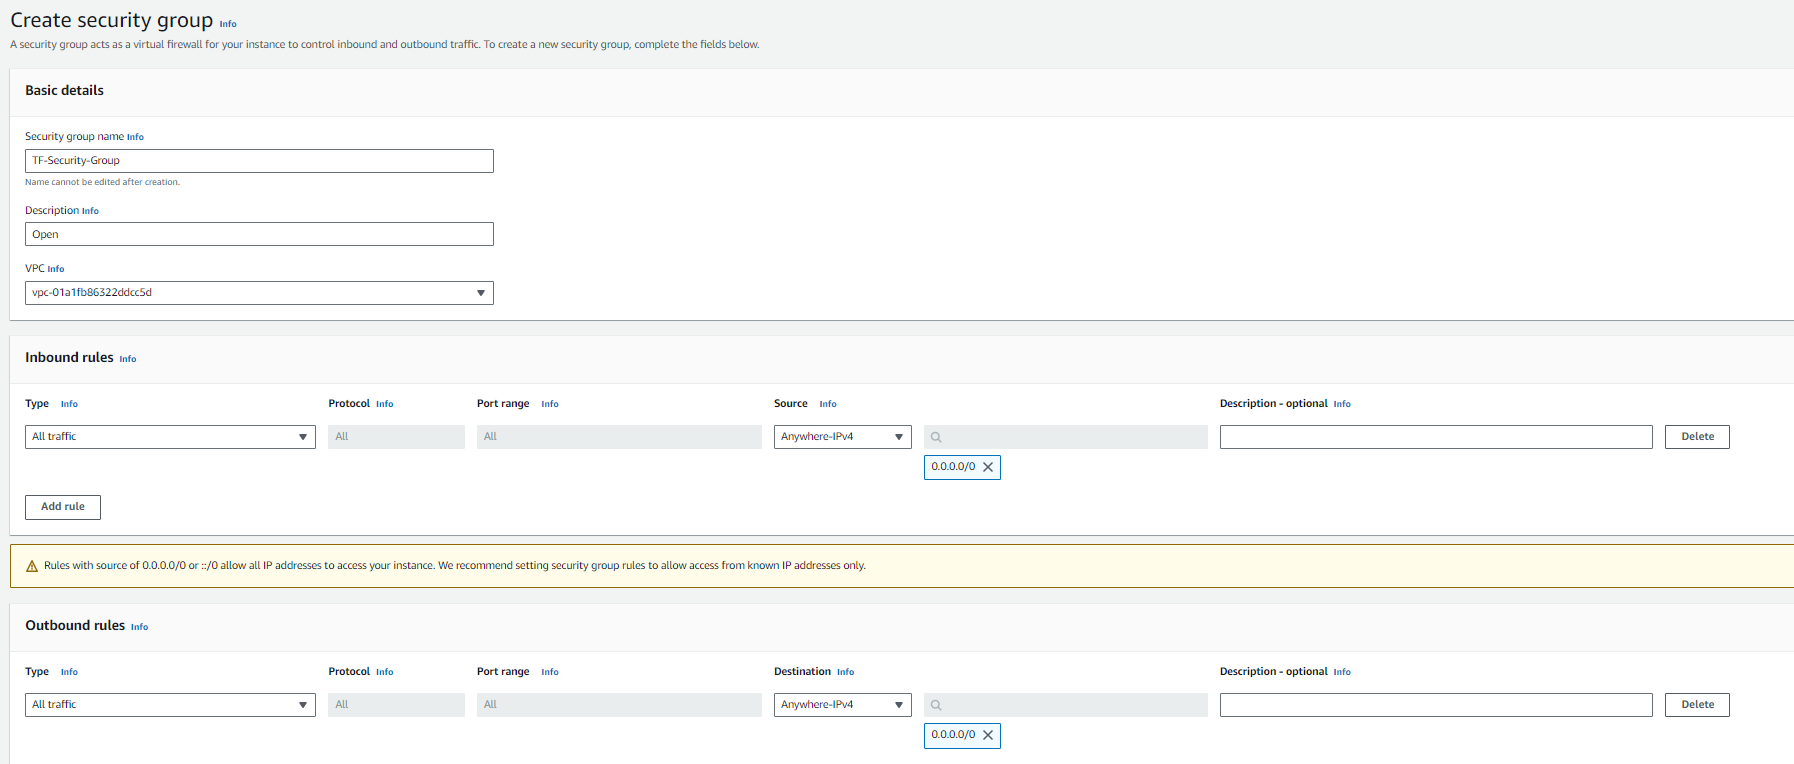 Create security group Info
A security group acts as a virtual firewall for your instance to control inbound and outbound traffic. To create a new security group, complete the fields below.
Basic details
Security group name Info
TF-Security-Group
Name cannot be edited after creation.
Description Info
Open
VPC Info
vpc-01a1fb86322ddcc5d
Inbound rules Info
Type Info Protocol Info Port range Info Source Info Description - optional Info
All traffic All All Anywhere-IPv4 Delete
0.0.0.0/0
Add rule
Rules with source of 0.0.0.0/0 or ::/0 allow all IP addresses to access your instance. We recommend setting security group rules to allow access from known IP addresses only.
Outbound rules Info
Type Info Protocol Info Port range Info Destination Info Description - optional Info
All traffic All All Anywhere-IPv4 Delete
0.0.0.0/0